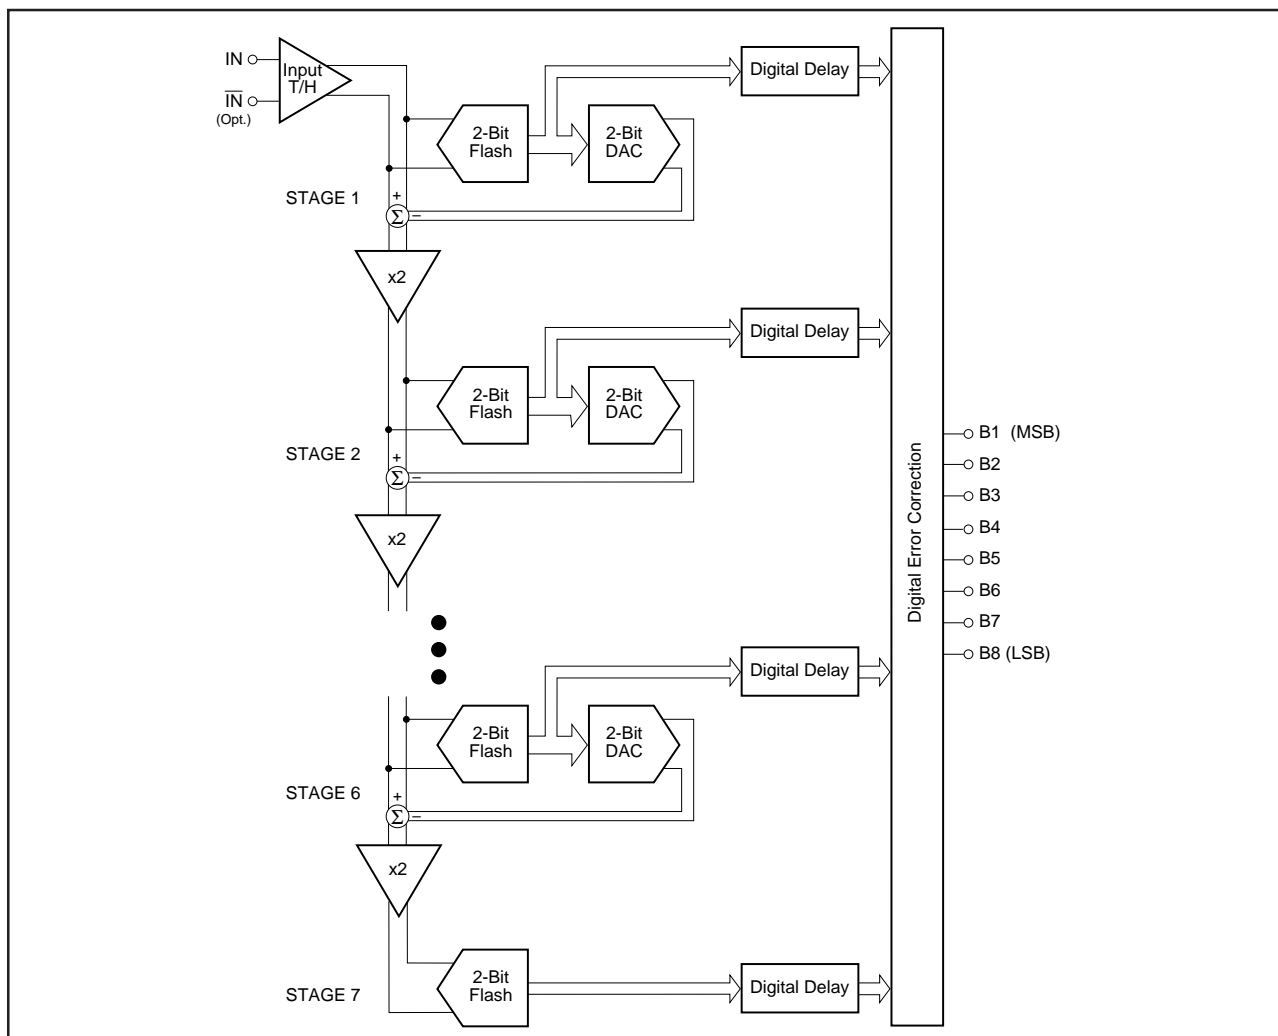 IN
Input
T/H
IN
(Opt.)
2-Bit
Flash
2-Bit
DAC
Digital Delay
STAGE 1
+
Σ
–
x2
2-Bit
Flash
2-Bit
DAC
Digital Delay
STAGE 2
+
Σ
–
x2
2-Bit
Flash
2-Bit
DAC
Digital Delay
STAGE 6
+
Σ
–
x2
2-Bit
Flash
Digital Delay
STAGE 7
Digital Error Correction
B1 (MSB)
B2
B3
B4
B5
B6
B7
B8 (LSB)